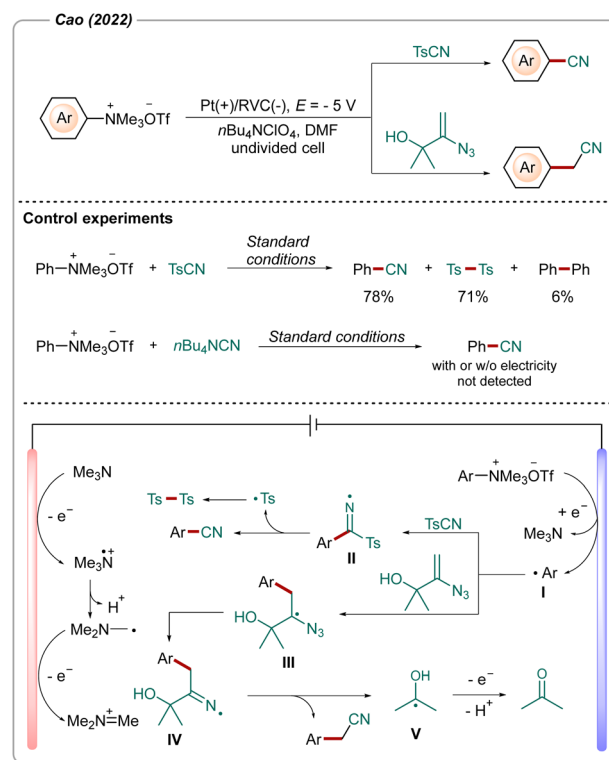 Cao (2022)
TsCN
Ar CN
Ar NMe3OTf + −
Pt(+)/RVC(-), E = - 5 V
nBu4NClO4, DMF
undivided cell
HO N3
CN
Ar
Control experiments
Ph NMe3OTf + − + TsCN Standard conditions Ph CN + Ts Ts + Ph Ph
78% 71% 6%
Ph NMe3OTf + − + nBu4NCN Standard conditions Ph CN
with or w/o electricity
not detected
Me3N
- e−
Me3N •+
H+
Me2N •
- e−
Me2N=Me +
Ar NMe3OTf + −
+ e−
Me3N
• Ar
I
TsCN
HO N3
N •
Ar Ts
II
• Ts
Ts Ts
Ar CN
Ar
HO • N3
III
Ar
HO N •
IV
Ar CN
OH
•
V
- e−
- H+
O